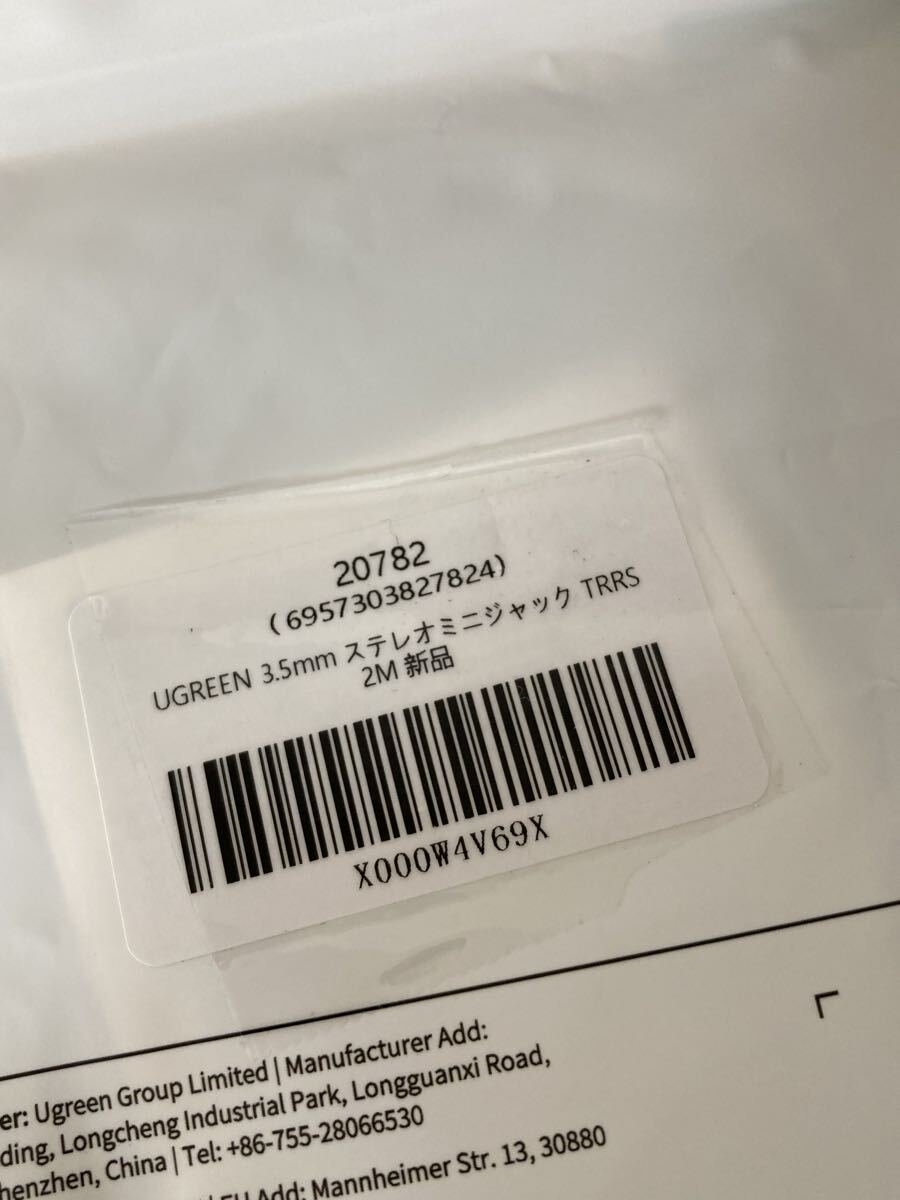 20782
(6957303827824)
UGREEN 3.5mm ステレオミニジャック TRRS
2M 新品
X000W4V69X
er: Ugreen Group Limited | Manufacturer Add:
ding, Longcheng Industrial Park, Longguanxi Road,
henzhen, China | Tel: +86-755-28066530
EU Add: Mannheimer Str. 13, 30880